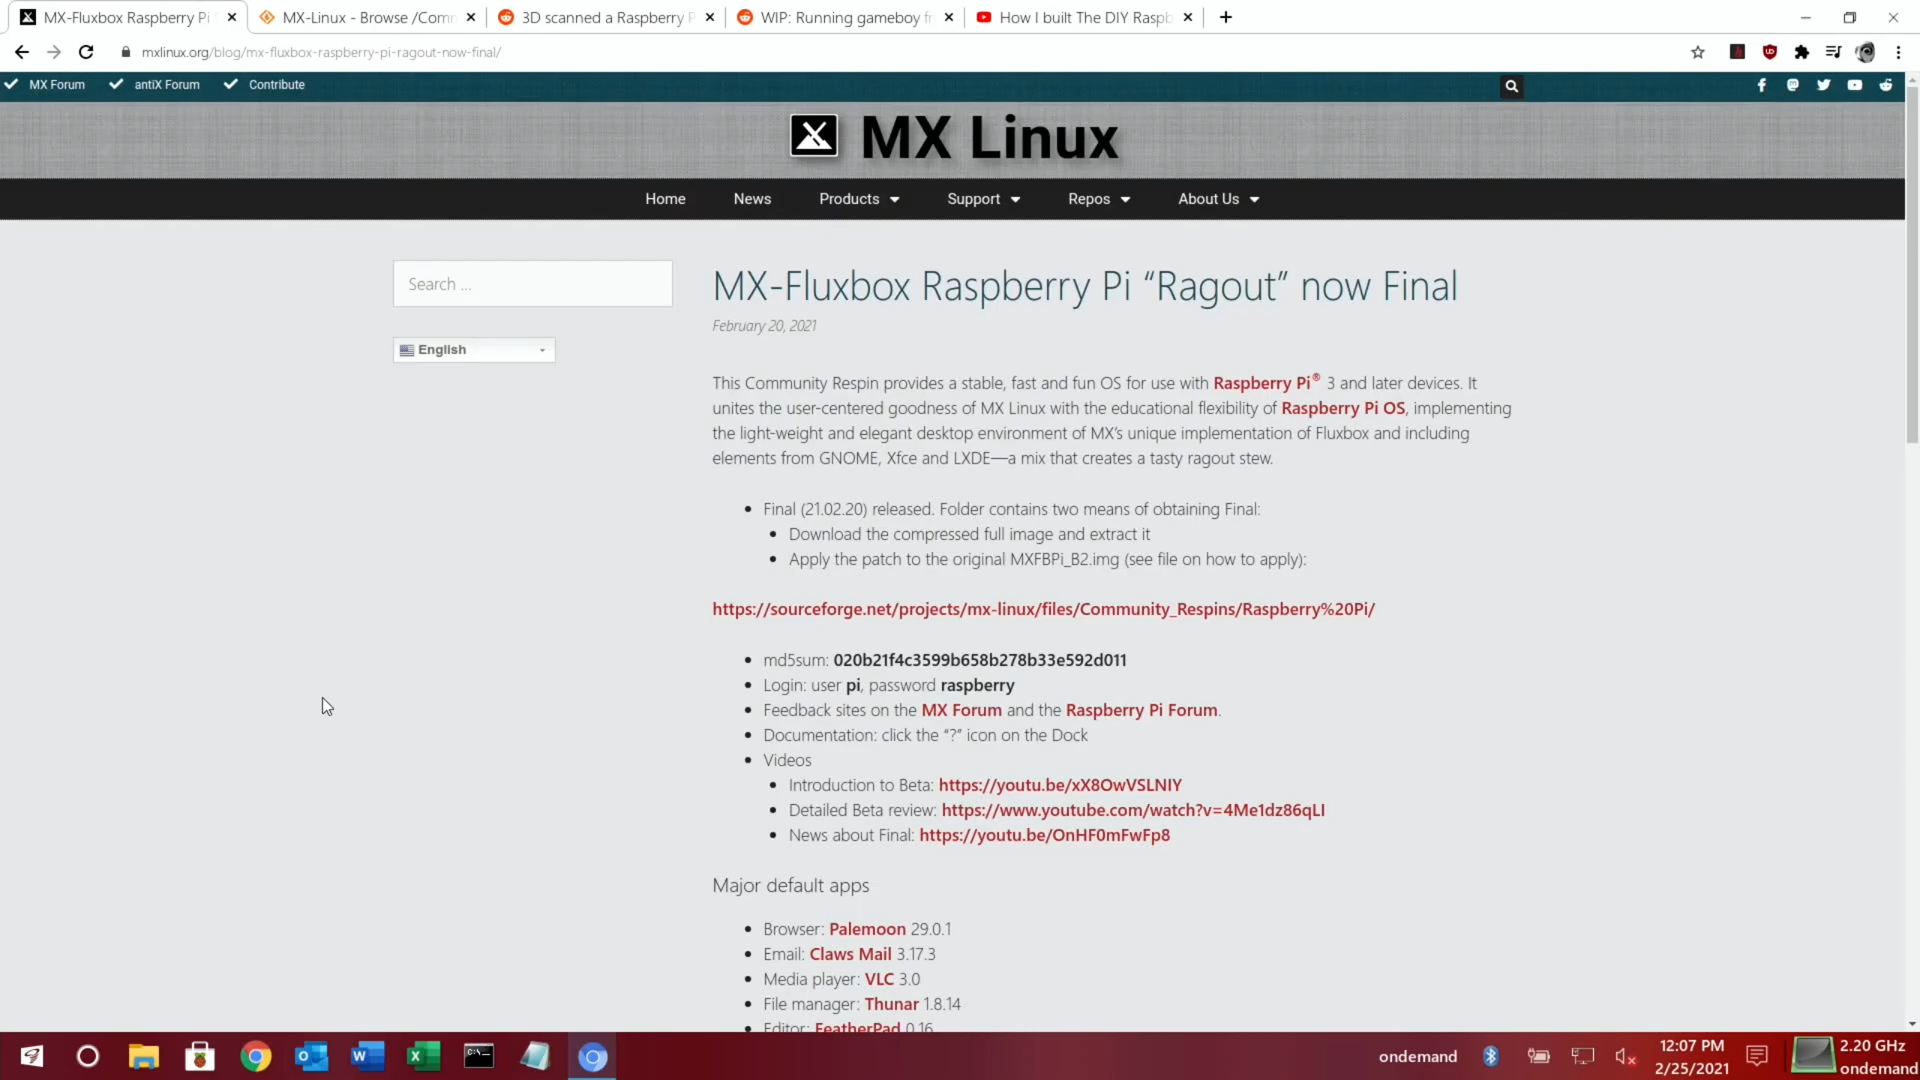 MX-Fluxbox Raspberry Pi
MX-Linux - Browse /Comm
3D scanned a Raspberry P
WIP: Running gameboy fr
How I built The DIY Raspb
mxlinux.org/blog/mx-fluxbox-raspberry-pi-ragout-now-final/
MX Forum
antiX Forum
Contribute
MX Linux
Home
News
Products
Support
Repos
About Us
Search ...
English
MX-Fluxbox Raspberry Pi “Ragout” now Final
February 20, 2021
This Community Respin provides a stable, fast and fun OS for use with Raspberry Pi® 3 and later devices. It
unites the user-centered goodness of MX Linux with the educational flexibility of Raspberry Pi OS, implementing
the light-weight and elegant desktop environment of MX’s unique implementation of Fluxbox and including
elements from GNOME, Xfce and LXDE—a mix that creates a tasty ragout stew.
Final (21.02.20) released. Folder contains two means of obtaining Final:
Download the compressed full image and extract it
Apply the patch to the original MXFBPi_B2.img (see file on how to apply):
https://sourceforge.net/projects/mx-linux/files/Community_Respins/Raspberry%20Pi/
md5sum: 020b21f4c3599b658b278b33e592d011
Login: user pi, password raspberry
Feedback sites on the MX Forum and the Raspberry Pi Forum.
Documentation: click the “?” icon on the Dock
Videos
Introduction to Beta: https://youtu.be/xX8OwVSLNIY
Detailed Beta review: https://www.youtube.com/watch?v=4Me1dz86qLI
News about Final: https://youtu.be/OnHF0mFwFp8
Major default apps
Browser: Palemoon 29.0.1
Email: Claws Mail 3.17.3
Media player: VLC 3.0
File manager: Thunar 1.8.14
Editor: FeatherPad 0.16
ondemand
12:07 PM
2/25/2021
2.20 GHz
ondemand